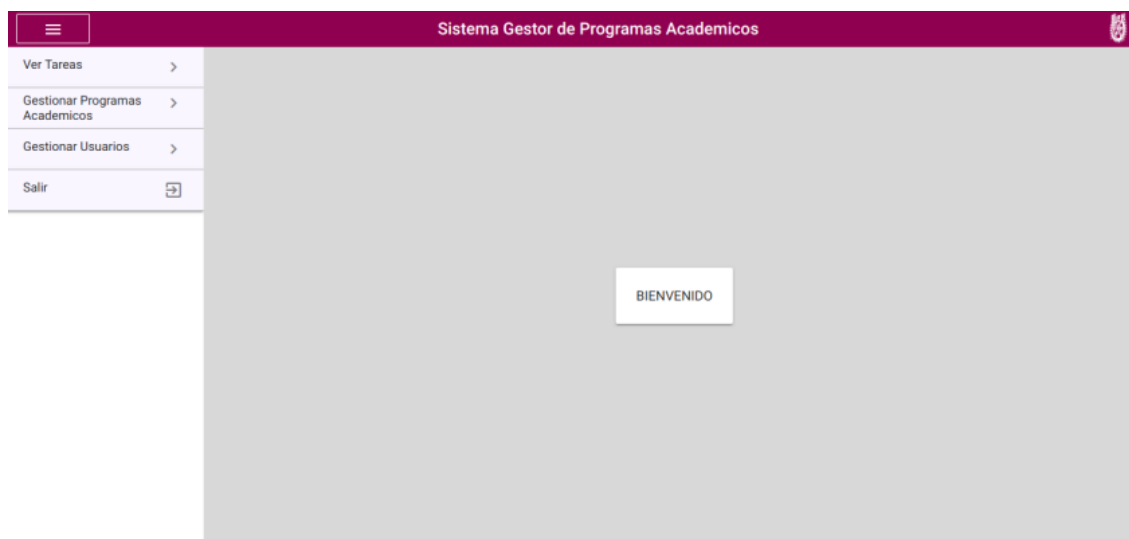 Sistema Gestor de Programas Academicos
Ver Tareas
Gestionar Programas
Academicos
Gestionar Usuarios
Salir
BIENVENIDO